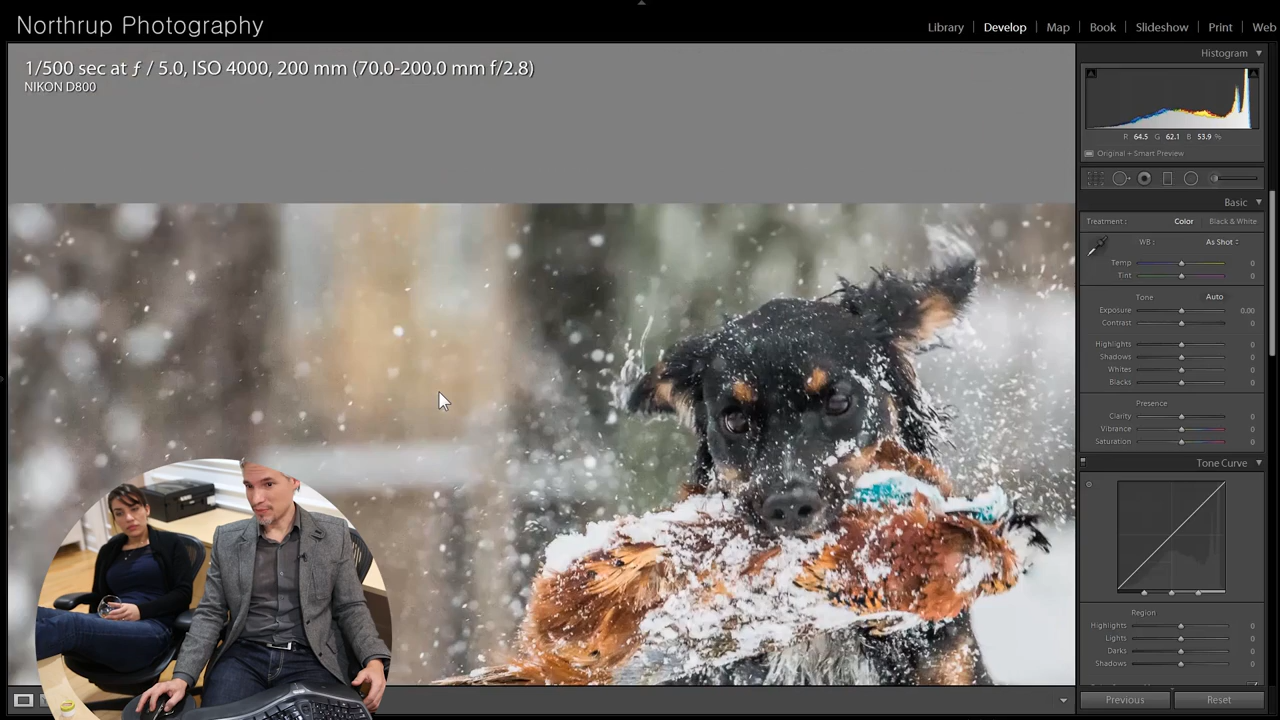 Northrup Photography
Library Develop Map Book Slideshow Print Web
1/500 sec at ƒ / 5.0, ISO 4000, 200 mm (70.0-200.0 mm f/2.8)
NIKON D800
Histogram
R 64.5 G 62.1 B 53.9 %
Original + Smart Preview
Basic
Treatment : Color Black & White
WB : As Shot
Temp 0
Tint 0
Tone Auto
Exposure 0.00
Contrast 0
Highlights 0
Shadows 0
Whites 0
Blacks 0
Presence
Clarity 0
Vibrance 0
Saturation 0
Tone Curve
Region
Highlights 0
Lights 0
Darks 0
Shadows 0
Previous Reset